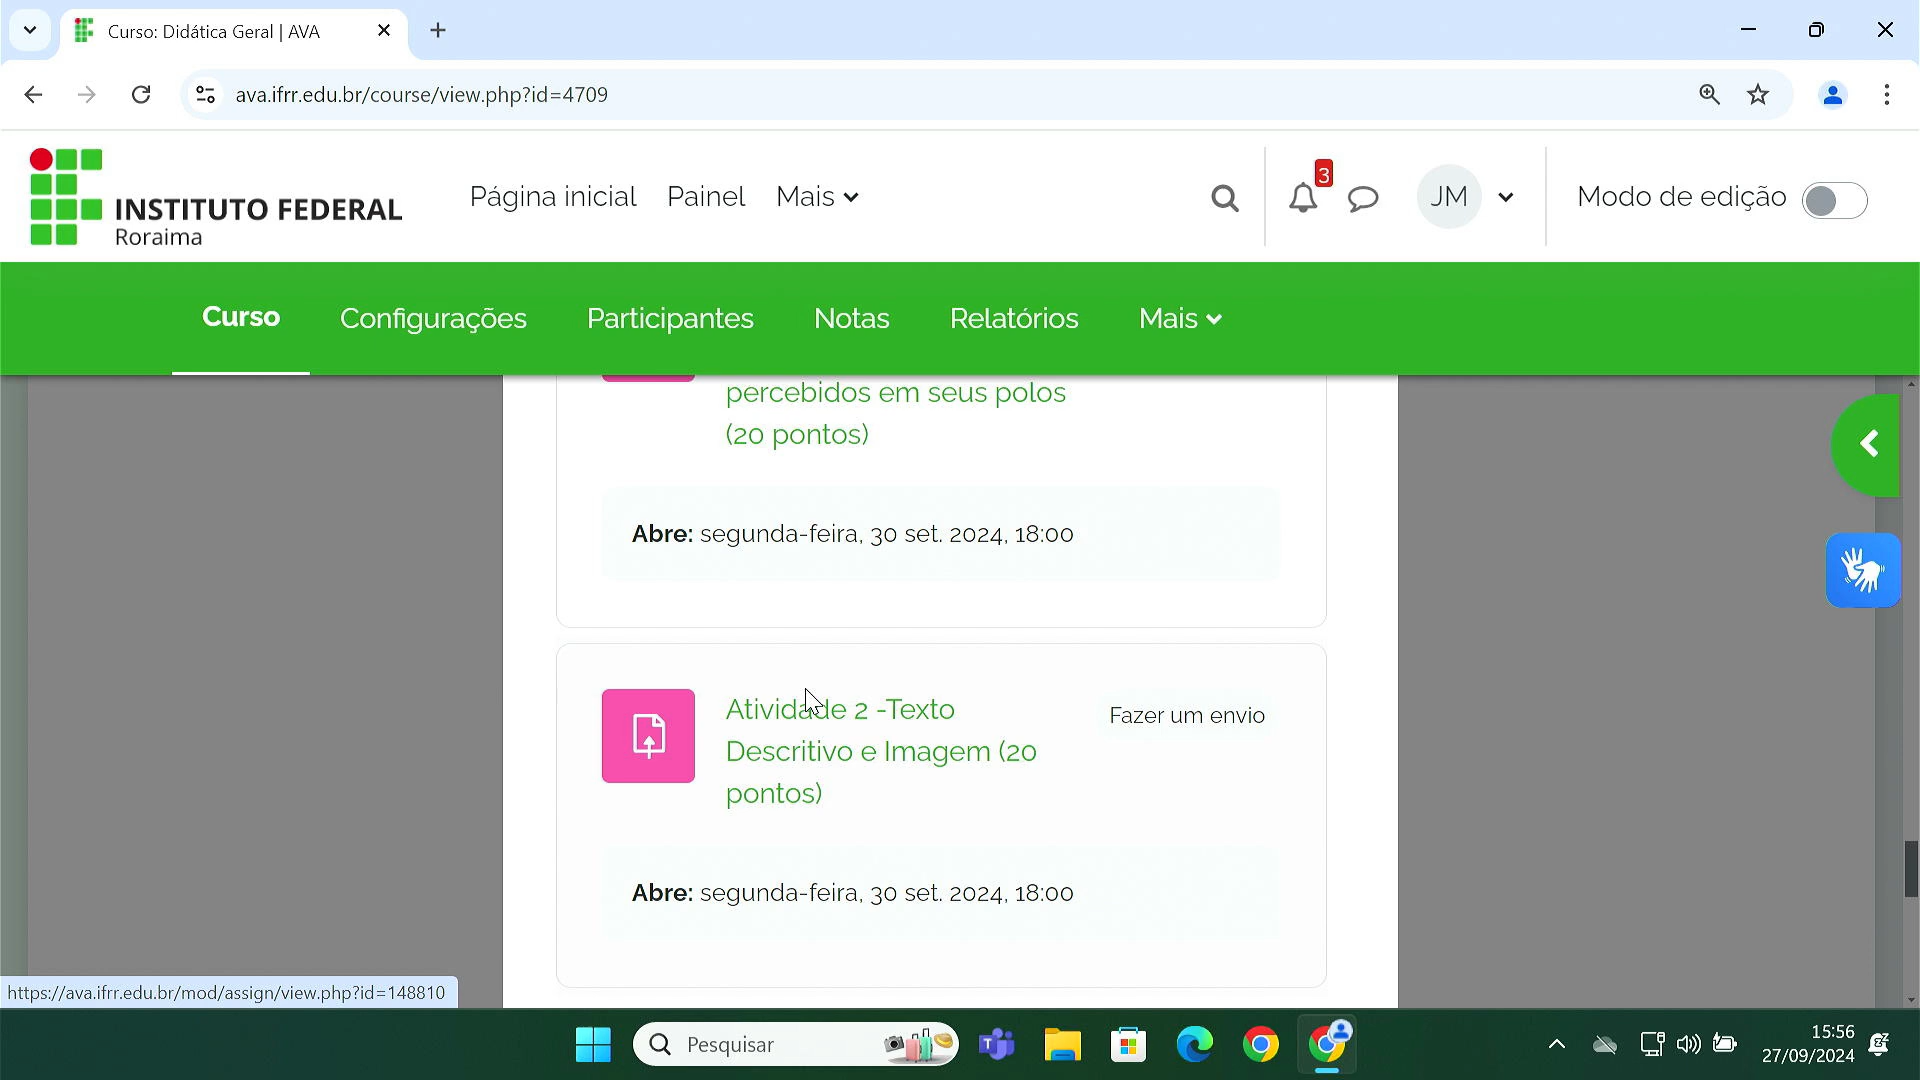 Curso: Didática Geral | AVA
ava.ifrr.edu.br/course/view.php?id=4709
INSTITUTO FEDERAL
Roraima
Página inicial
Painel
Mais
3
JM
Modo de edição
Curso
Configurações
Participantes
Notas
Relatórios
Mais
percebidos em seus polos
(20 pontos)
Abre: segunda-feira, 30 set. 2024, 18:00
Atividade 2 -Texto
Descritivo e Imagem (20
pontos)
Fazer um envio
Abre: segunda-feira, 30 set. 2024, 18:00
https://ava.ifrr.edu.br/mod/assign/view.php?id=148810
Pesquisar
15:56
27/09/2024